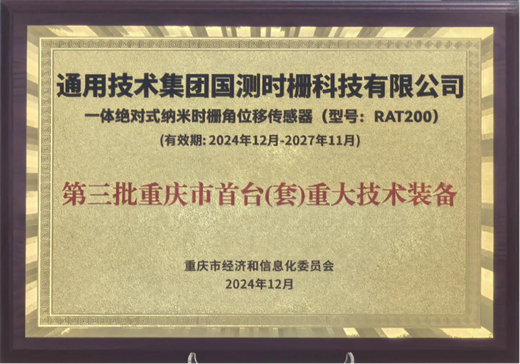 通用技术集团国测时栅科技有限公司
一体绝对式纳米时栅角位移传感器（型号：RAT200）
(有效期: 2024年12月-2027年11月)
第三批重庆市首台(套)重大技术装备
重庆市经济和信息化委员会
2024年12月